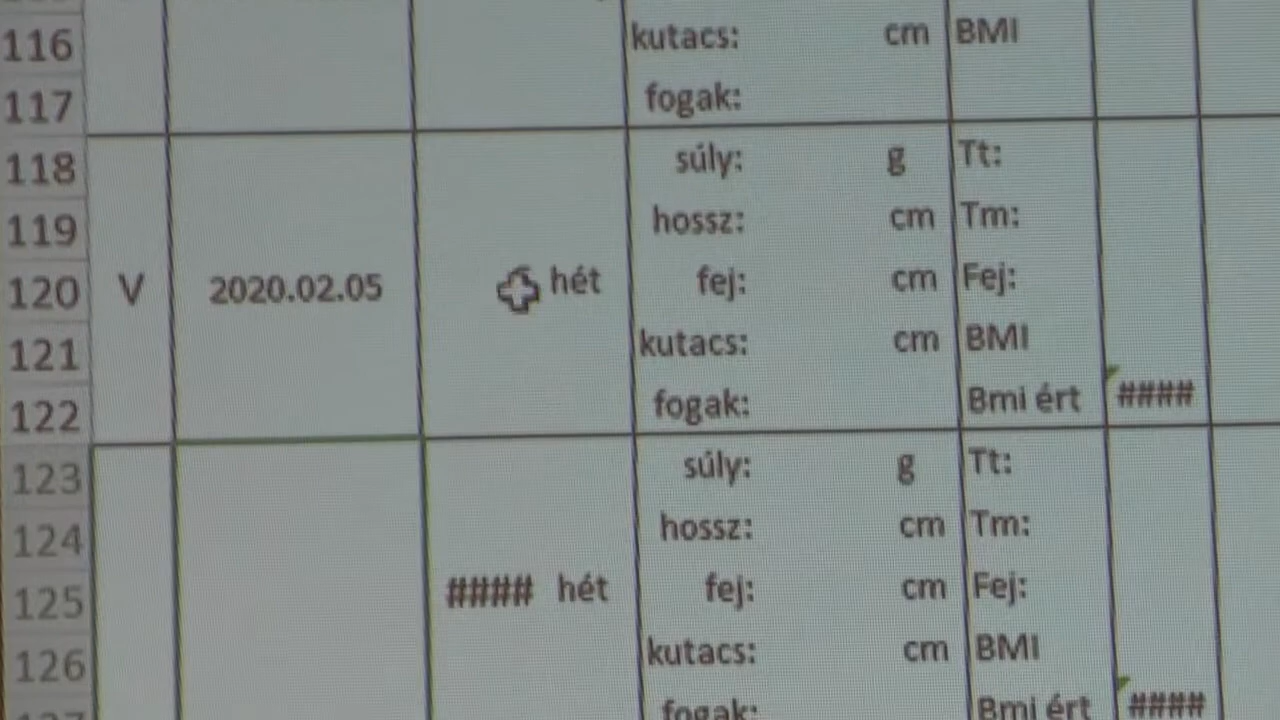 116 kutacs: cm BMI
117 fogak:
118 súly: g Tt:
119 hossz: cm Tm:
120 V 2020.02.05 hét fej: cm Fej:
121 kutacs: cm BMI
122 fogak: Bmi ért ####
123 súly: g Tt:
124 hossz: cm Tm:
125 #### hét fej: cm Fej:
126 kutacs: cm BMI
127 fogak: Bmi ért ####